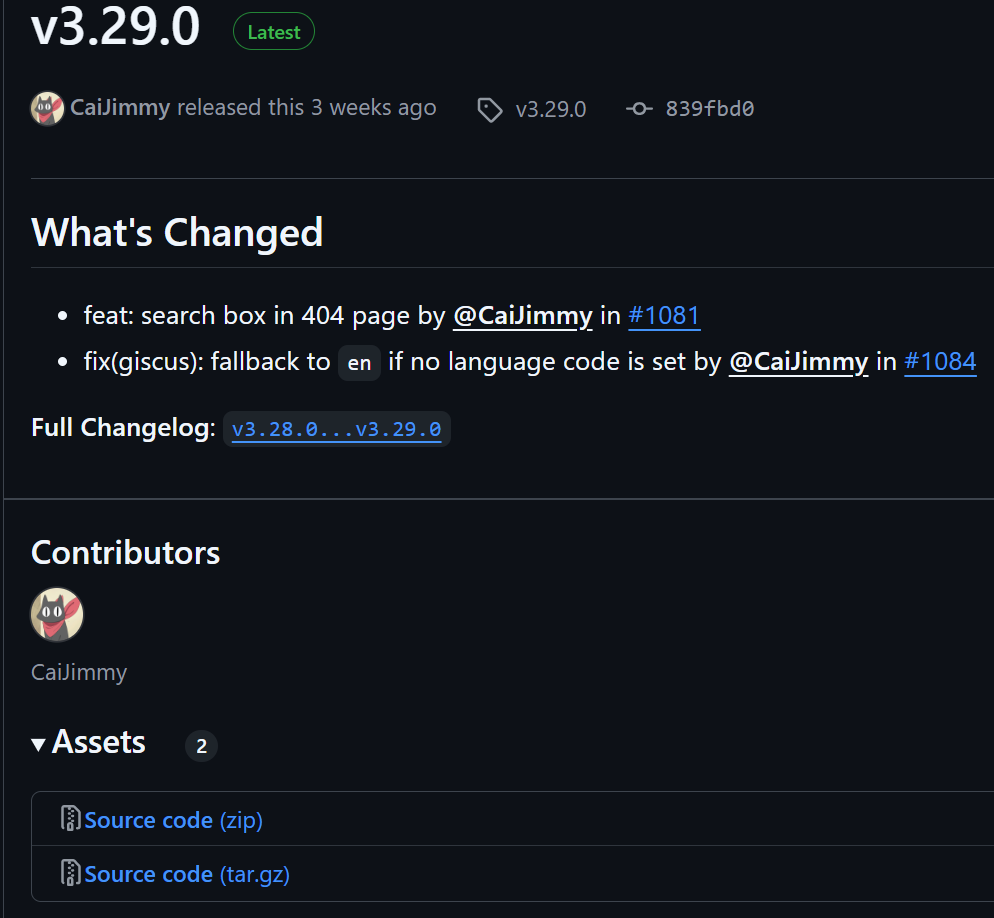 v3.29.0 Latest
CaiJimmy released this 3 weeks ago v3.29.0 839fbd0
What's Changed
feat: search box in 404 page by @CaiJimmy in #1081
fix(giscus): fallback to en if no language code is set by @CaiJimmy in #1084
Full Changelog: v3.28.0...v3.29.0
Contributors
CaiJimmy
Assets 2
Source code (zip)
Source code (tar.gz)